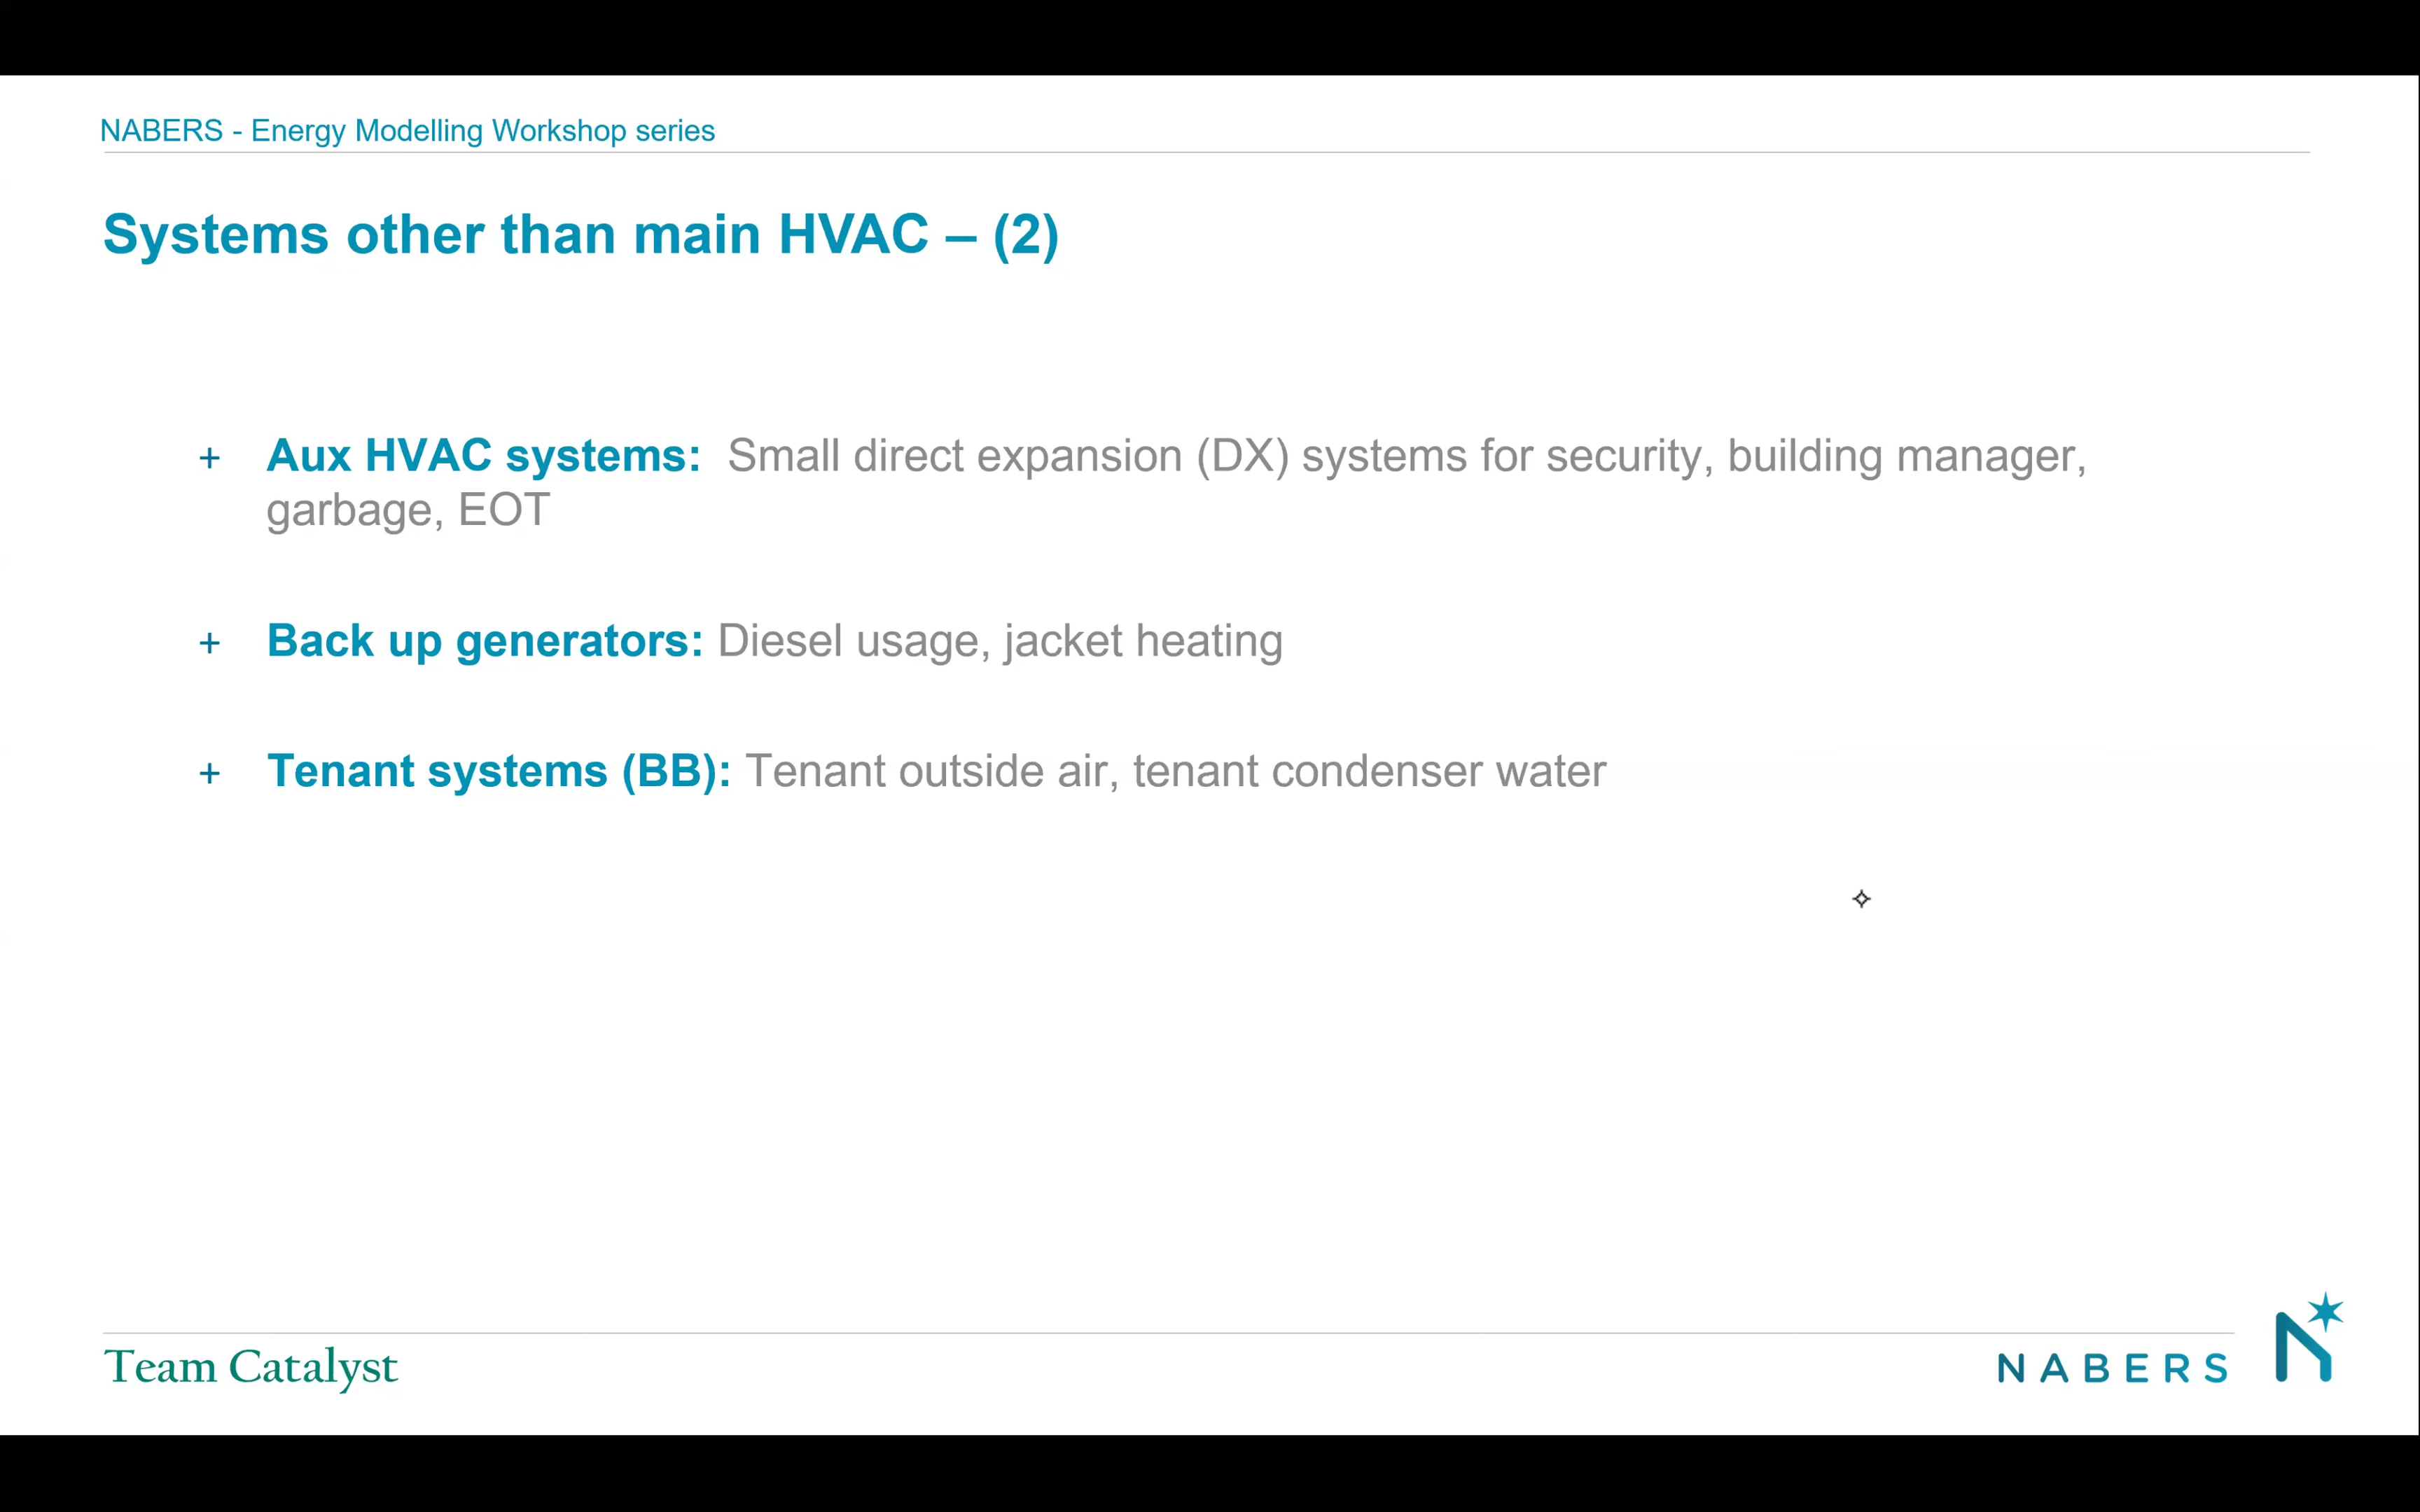 NABERS - Energy Modelling Workshop series
Systems other than main HVAC – (2)
+ Aux HVAC systems: Small direct expansion (DX) systems for security, building manager,
garbage, EOT
+ Back up generators: Diesel usage, jacket heating
+ Tenant systems (BB): Tenant outside air, tenant condenser water
Team Catalyst
NABERS